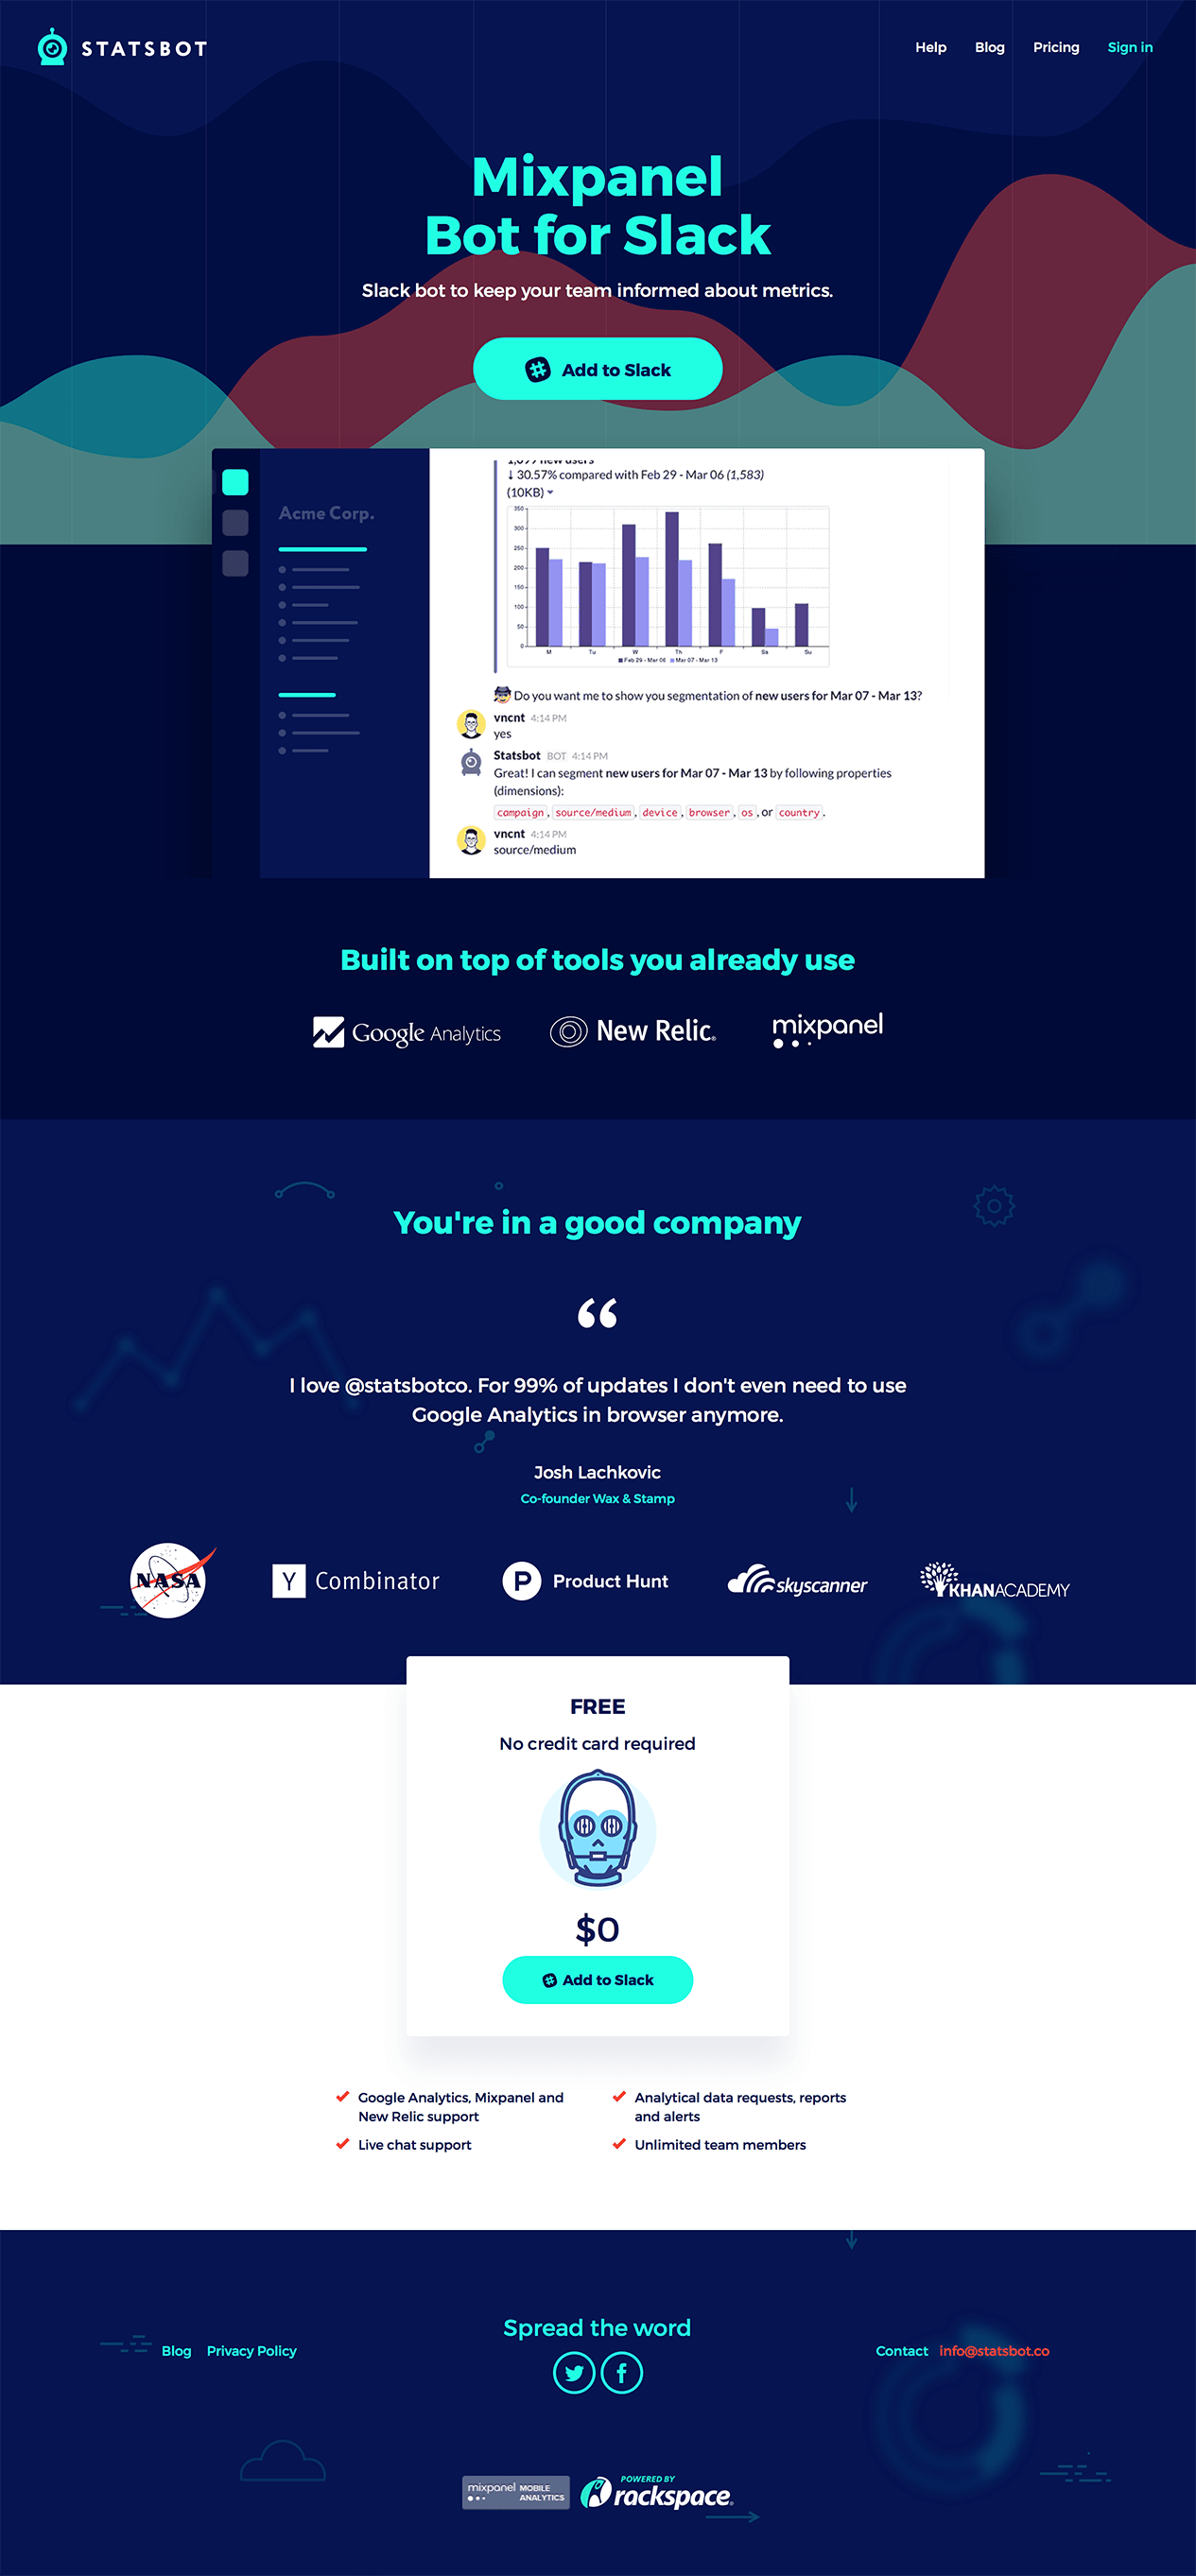 STATSBOT
Help Blog Pricing Sign in
Mixpanel
Bot for Slack
Slack bot to keep your team informed about metrics.
Add to Slack
Acme Corp.
1,099 new users
↓ 30.57% compared with Feb 29 - Mar 06 (1,583)
(10KB)
350
300
250
200
150
100
50
0
M Tu W Th F Sa Su
Feb 29 - Mar 06 Mar 07 - Mar 13
Do you want me to show you segmentation of new users for Mar 07 - Mar 13?
vncnt 4:14 PM
yes
Statsbot BOT 4:14 PM
Great! I can segment new users for Mar 07 - Mar 13 by following properties
(dimensions):
campaign, source/medium, device, browser, os, or country.
vncnt 4:14 PM
source/medium
Built on top of tools you already use
Google Analytics New Relic® mixpanel
You're in a good company
“
I love @statsbotco. For 99% of updates I don't even need to use
Google Analytics in browser anymore.
Josh Lachkovic
Co-founder Wax & Stamp
NASA Y Combinator P Product Hunt skyscanner KHANACADEMY
FREE
No credit card required
$0
Add to Slack
Google Analytics, Mixpanel and
New Relic support
Live chat support
Analytical data requests, reports
and alerts
Unlimited team members
Spread the word
Blog Privacy Policy
Contact info@statsbot.co
mixpanel MOBILE
ANALYTICS
POWERED BY
rackspace®